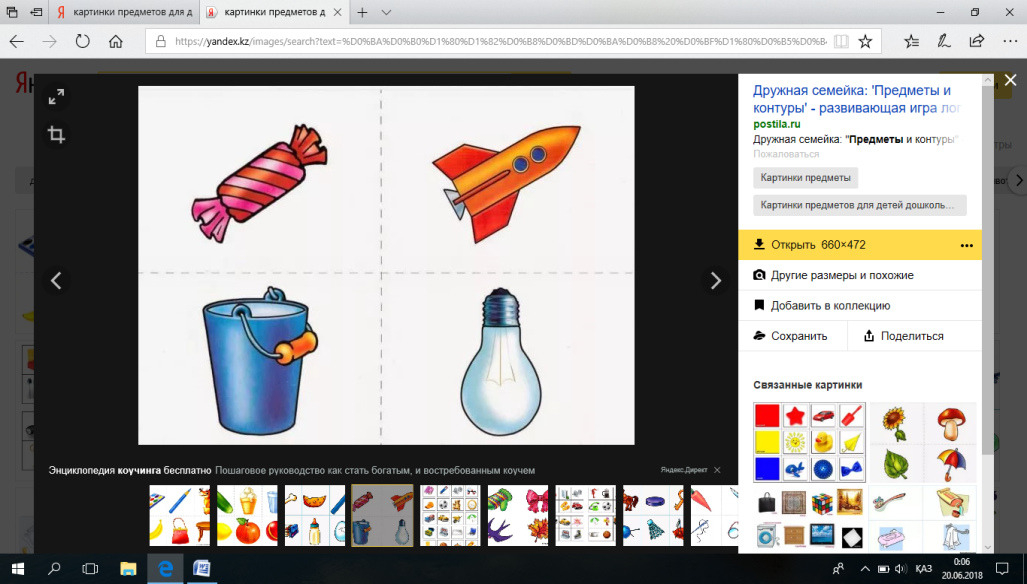 картинки предметов для д
картинки предметов д
https://yandex.kz/images/search?text=%D0%BA%D0%B0%D1%80%D1%82%D0%B8%D0%BD%D0%BA%D0%B8%20%D0%BF%D1%80%D0%B5%D0%
Дружная семейка: 'Предметы и
контуры' - развивающая игра лог
postila.ru
Дружная семейка: "Предметы и контуры"
Пожаловаться
Картинки предметы
Картинки предметов для детей дошколь...
Открыть 660×472
Другие размеры и похожие
Добавить в коллекцию
Сохранить
Поделиться
Связанные картинки
Энциклопедия коучинга бесплатно Пошаговое руководство как стать богатым, и востребованным коучем
Яндекс.Директ
ҚАЗ
0:06
20.06.2018